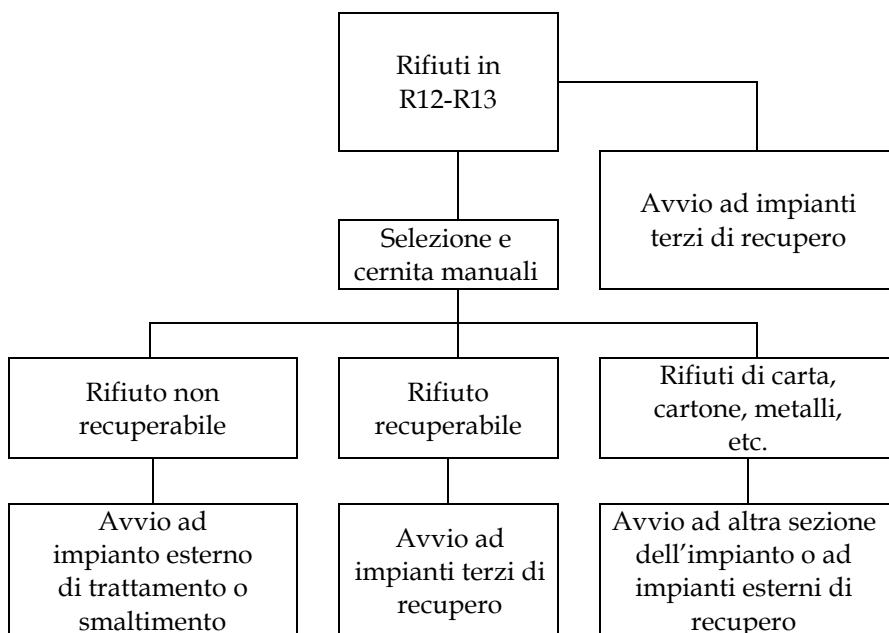 Rifiuti in
R12-R13
Avvio ad impianti
terzi di recupero
Selezione e
cernita manuali
Rifiuto non
recuperabile
Rifiuto
recuperabile
Rifiuti di carta,
cartone, metalli,
etc.
Avvio ad
impianto esterno
di trattamento o
smaltimento
Avvio ad
impianti terzi di
recupero
Avvio ad altra sezione
dell’impianto o ad
impianti esterni di
recupero